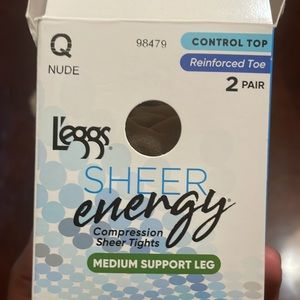 Q
NUDE
98479
CONTROL TOP
Reinforced Toe
2 PAIR
L'eggs
SHEER
energy®
Compression
Sheer Tights
MEDIUM SUPPORT LEG